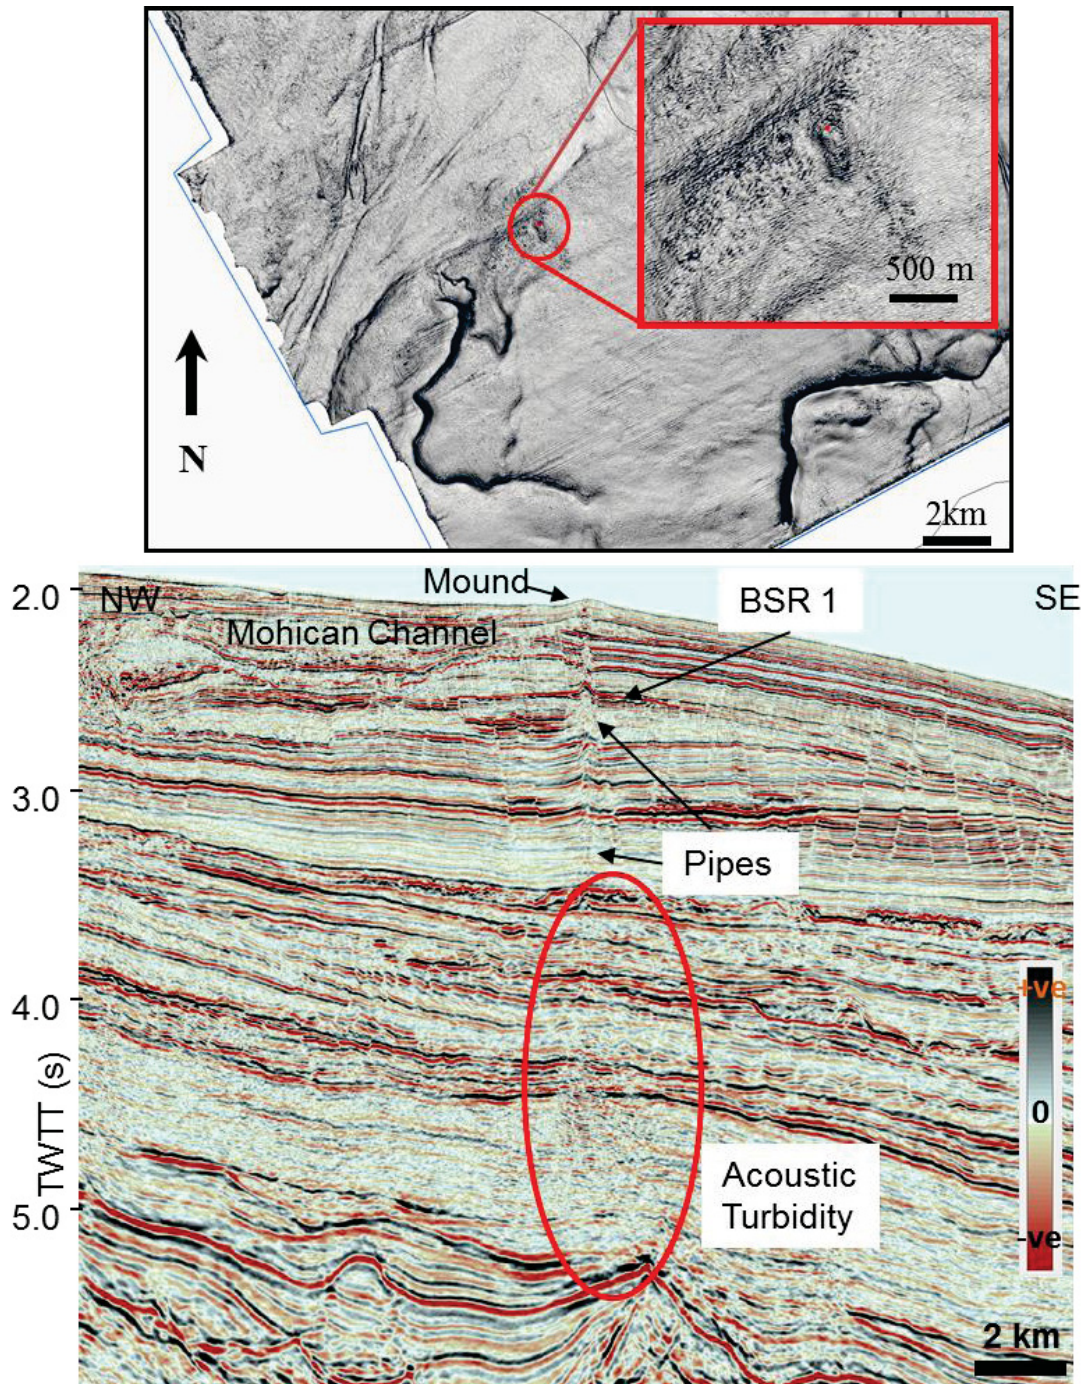 500 m
N
2km
2.0
NW
Mound
BSR 1
SE
Mohican Channel
3.0
Pipes
4.0
+ve
TWTT (s)
0
Acoustic
Turbidity
5.0
-ve
2 km